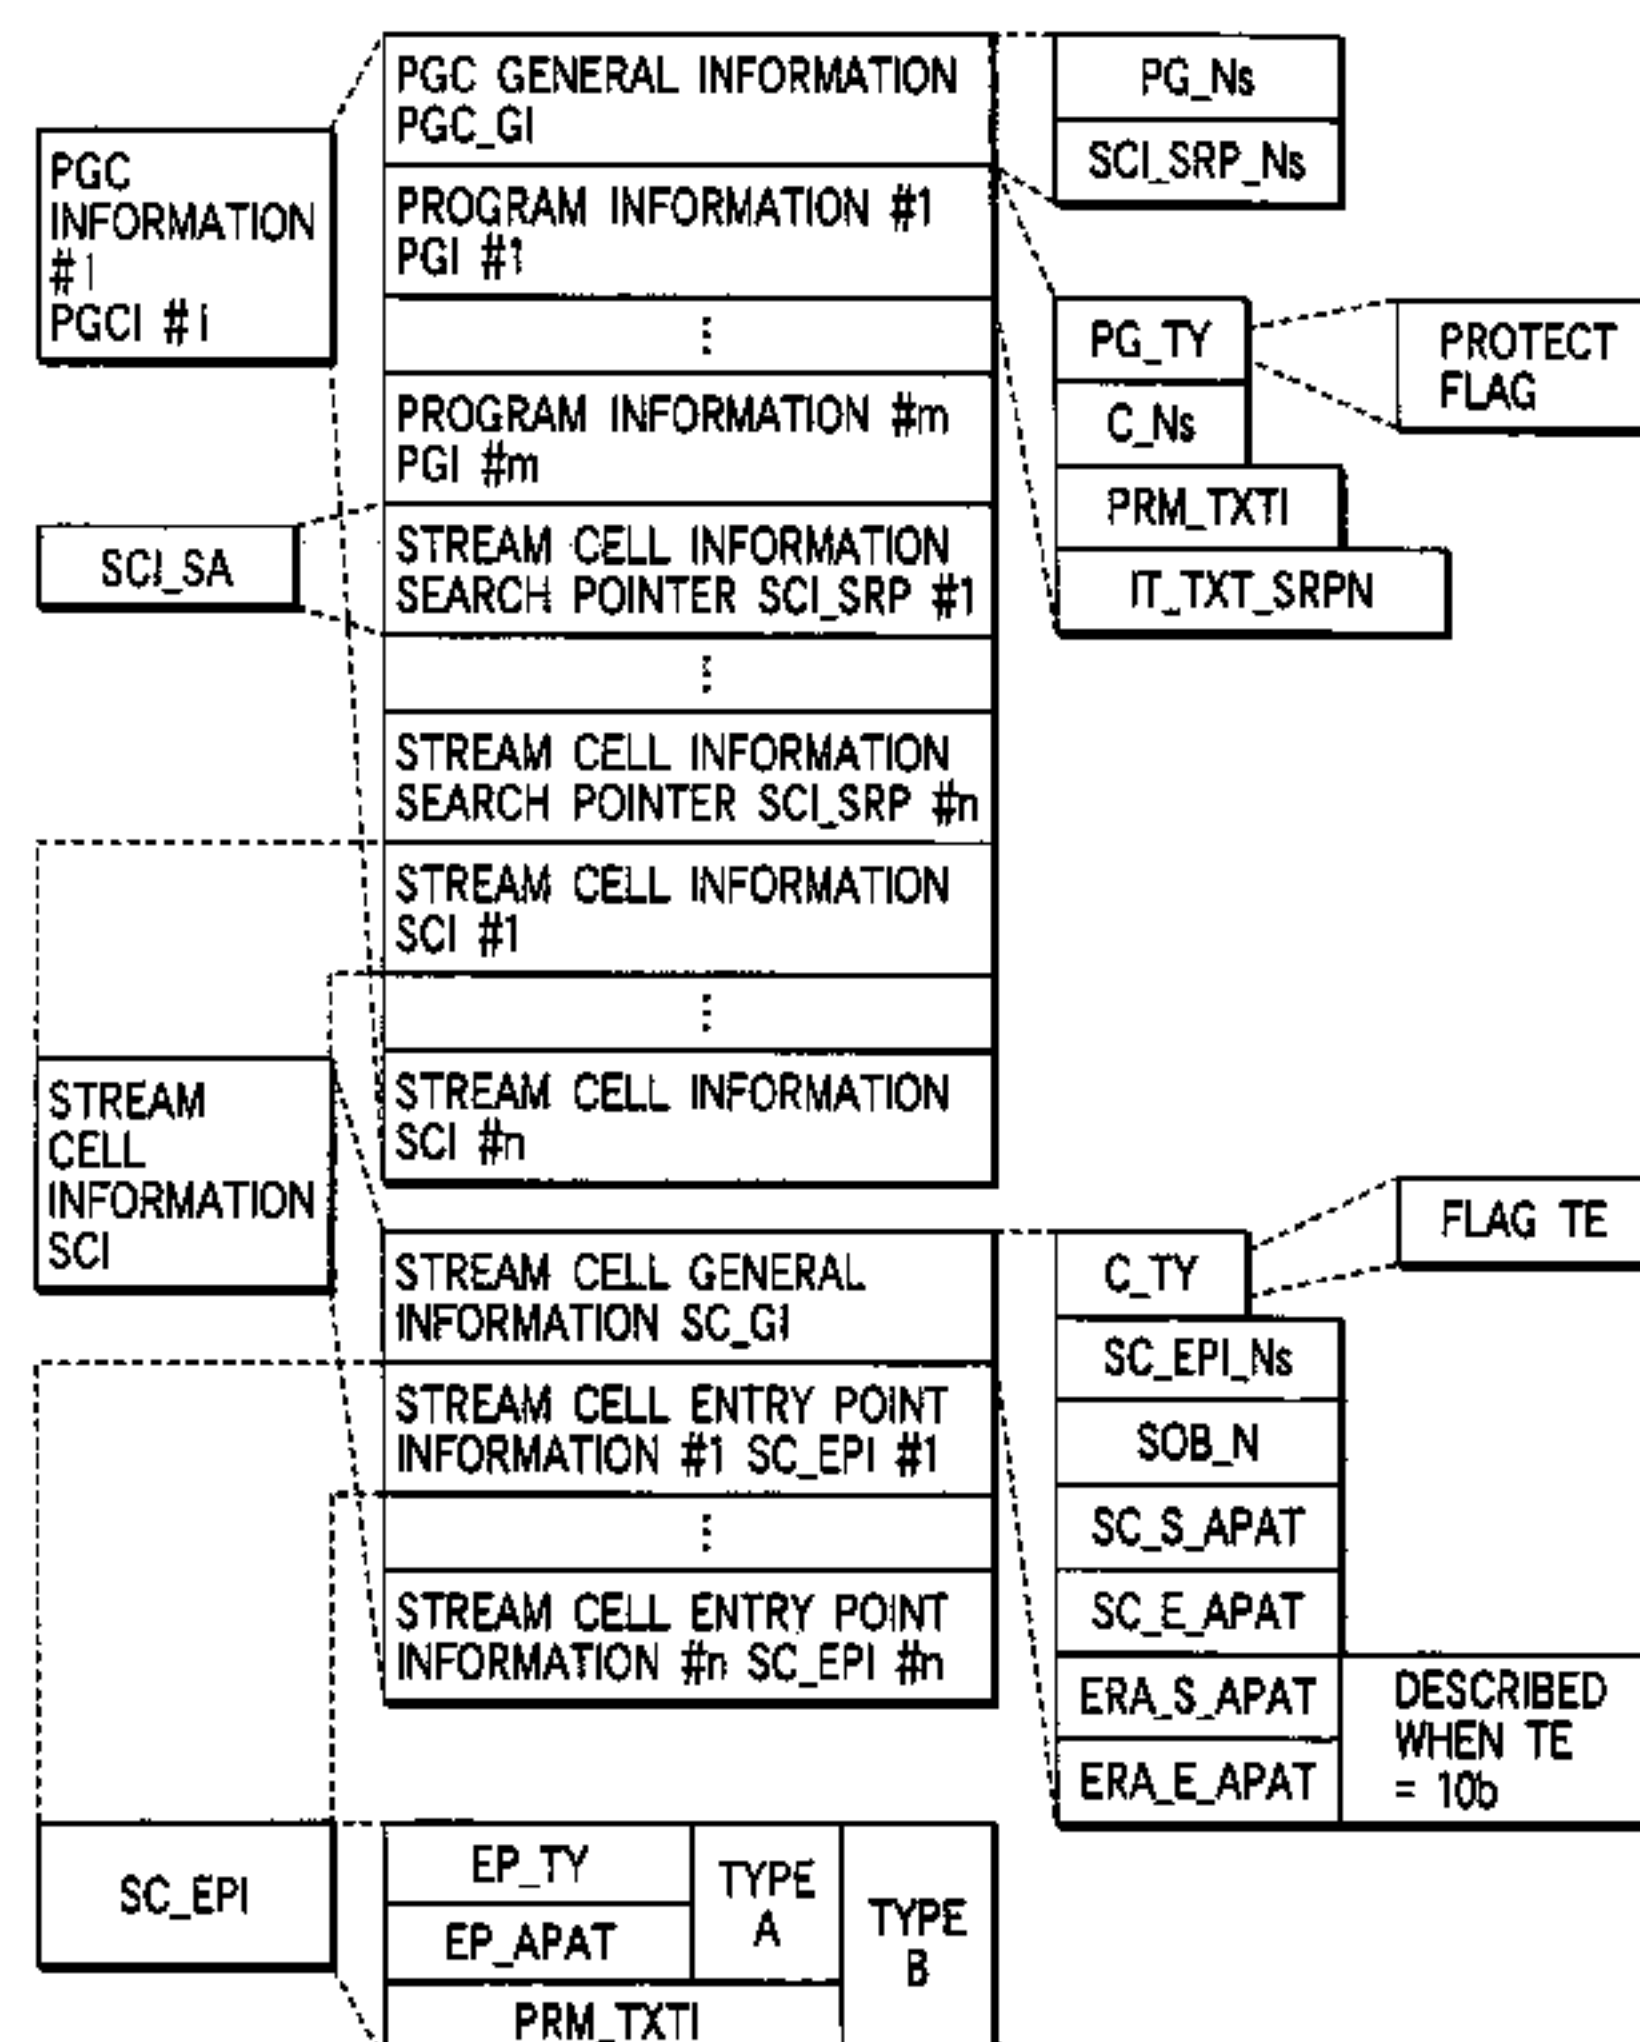 PGC GENERAL INFORMATION
PGC_GI
PG_Ns
SCI_SRP_Ns
PGC
INFORMATION
#1
PGCI #i
PROGRAM INFORMATION #1
PGI #1
⋮
PG_TY
PROTECT
FLAG
C_Ns
PROGRAM INFORMATION #m
PGI #m
PRM_TXTI
IT_TXT_SRPN
SCI_SA
STREAM CELL INFORMATION
SEARCH POINTER SCI_SRP #1
⋮
STREAM CELL INFORMATION
SEARCH POINTER SCI_SRP #n
STREAM CELL INFORMATION
SCI #1
⋮
STREAM
CELL
INFORMATION
SCI
STREAM CELL INFORMATION
SCI #n
STREAM CELL GENERAL
INFORMATION SC_GI
C_TY
FLAG TE
SC_EPI_Ns
SOB_N
SC_S_APAT
SC_E_APAT
ERA_S_APAT
ERA_E_APAT
DESCRIBED
WHEN TE
= 10b
STREAM CELL ENTRY POINT
INFORMATION #1 SC_EPI #1
⋮
STREAM CELL ENTRY POINT
INFORMATION #n SC_EPI #n
SC_EPI
EP_TY
EP_APAT
TYPE
A
TYPE
B
PRM_TXTI